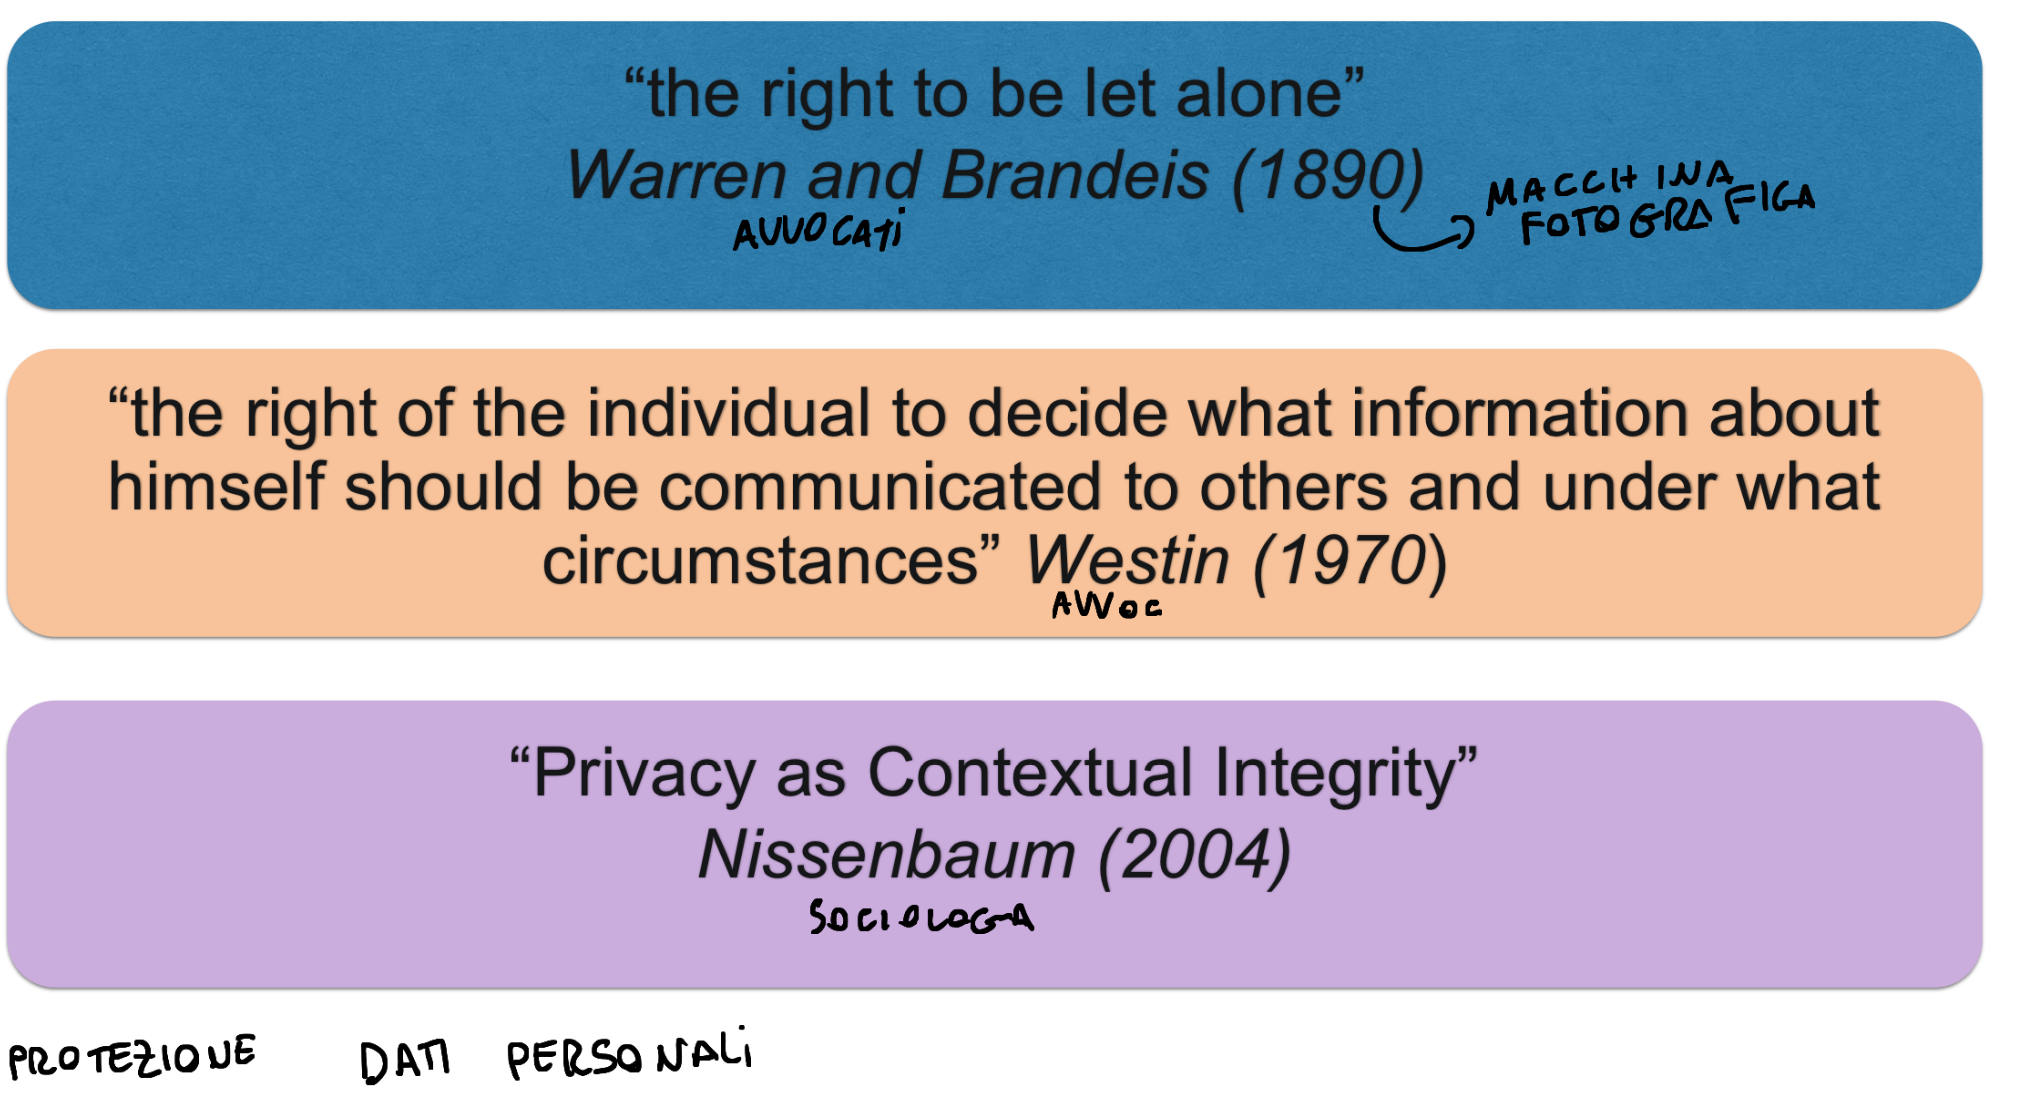 “the right to be let alone”
Warren and Brandeis (1890)
AVVOCATi
MACCHINA
FOTOGRAFICA
“the right of the individual to decide what information about
himself should be communicated to others and under what
circumstances” Westin (1970)
AVVOC
“Privacy as Contextual Integrity”
Nissenbaum (2004)
SOCIOLOGA
PROTEZIONE DATI PERSONALi